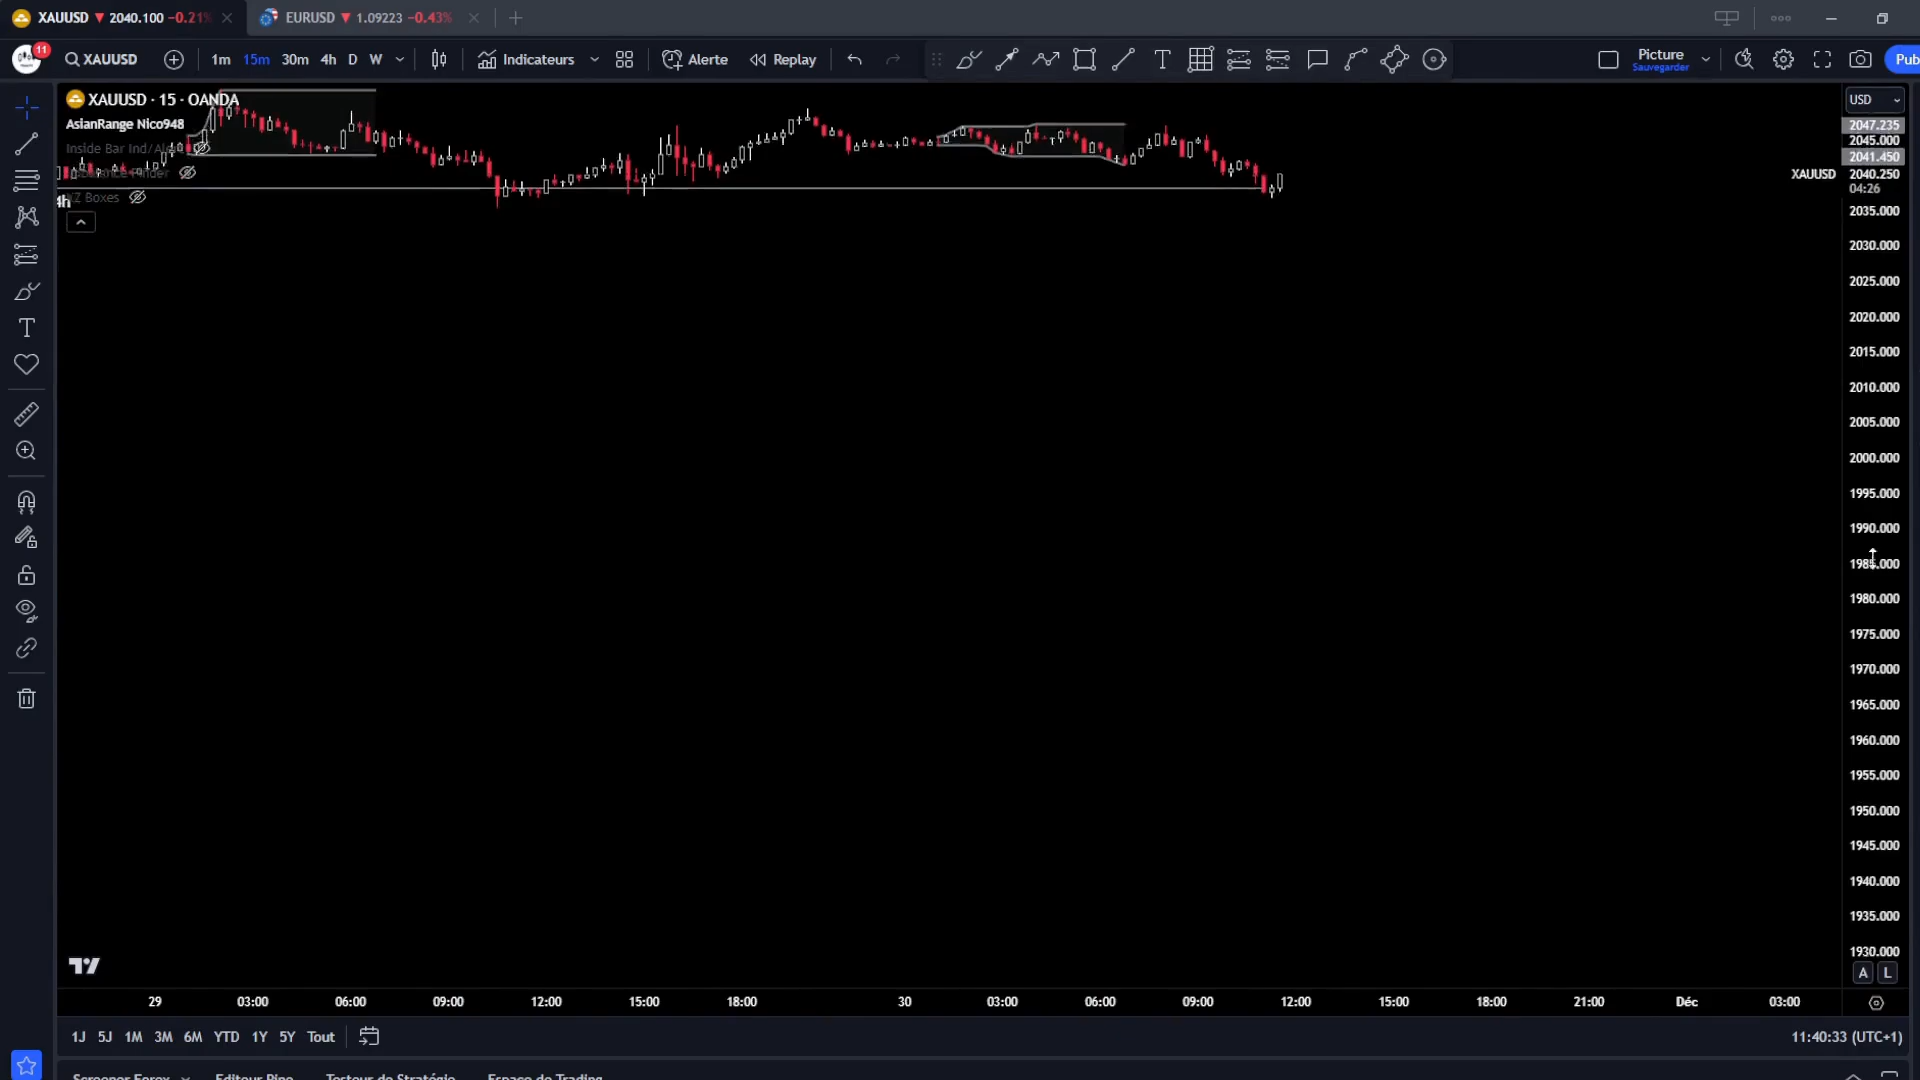 XAUUSD ▼ 2040.100 −0.21%
EURUSD ▼ 1.09223 −0.43%
11
XAUUSD 1m 15m 30m 4h D W Indicateurs Alerte Replay Picture
Sauvegarder
Pub
XAUUSD · 15 · OANDA
AsianRange Nico948
Inside Bar Ind/Al
Finder
Z Boxes
4h
USD
2047.235
2045.000
2041.450
XAUUSD 2040.250
04:26
2035.000
2030.000
2025.000
2020.000
2015.000
2010.000
2005.000
2000.000
1995.000
1990.000
1985.000
1980.000
1975.000
1970.000
1965.000
1960.000
1955.000
1950.000
1945.000
1940.000
1935.000
1930.000
A L
29 03:00 06:00 09:00 12:00 15:00 18:00 30 03:00 06:00 09:00 12:00 15:00 18:00 21:00 Déc 03:00
1J 5J 1M 3M 6M YTD 1Y 5Y Tout
11:40:33 (UTC+1)
Screener Forex Editeur Pine Testeur de Stratégie Espace de Trading